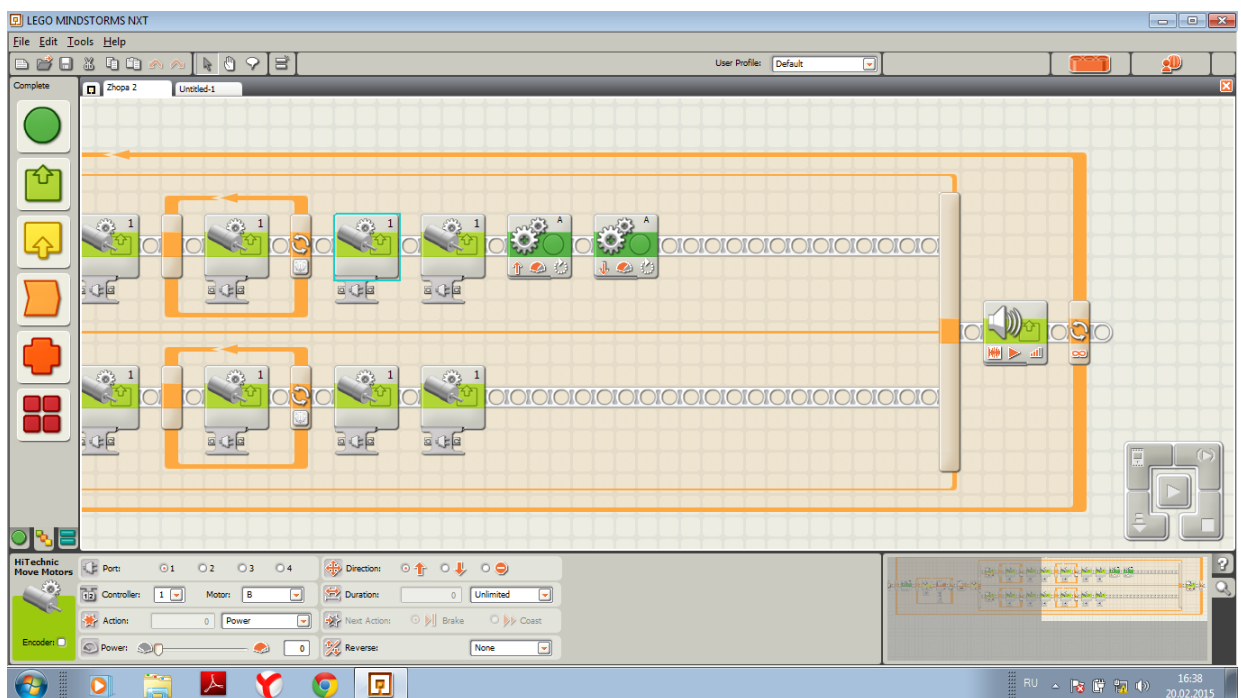 LEGO MINDSTORMS NXT
File Edit Tools Help
User Profile: Default
Complete
Zhopa 2 Untitled-1
1 1 1 1 A A
1 1 1 1
HiTechnic
Move Motors
Port: 1 2 3 4
Controller: 1 Motor: B
Action: 0 Power
Encoder:
Power: 0
Direction:
Duration: 0 Unlimited
Next Action: Brake Coast
Reverse: None
RU
16:38
20.02.2015